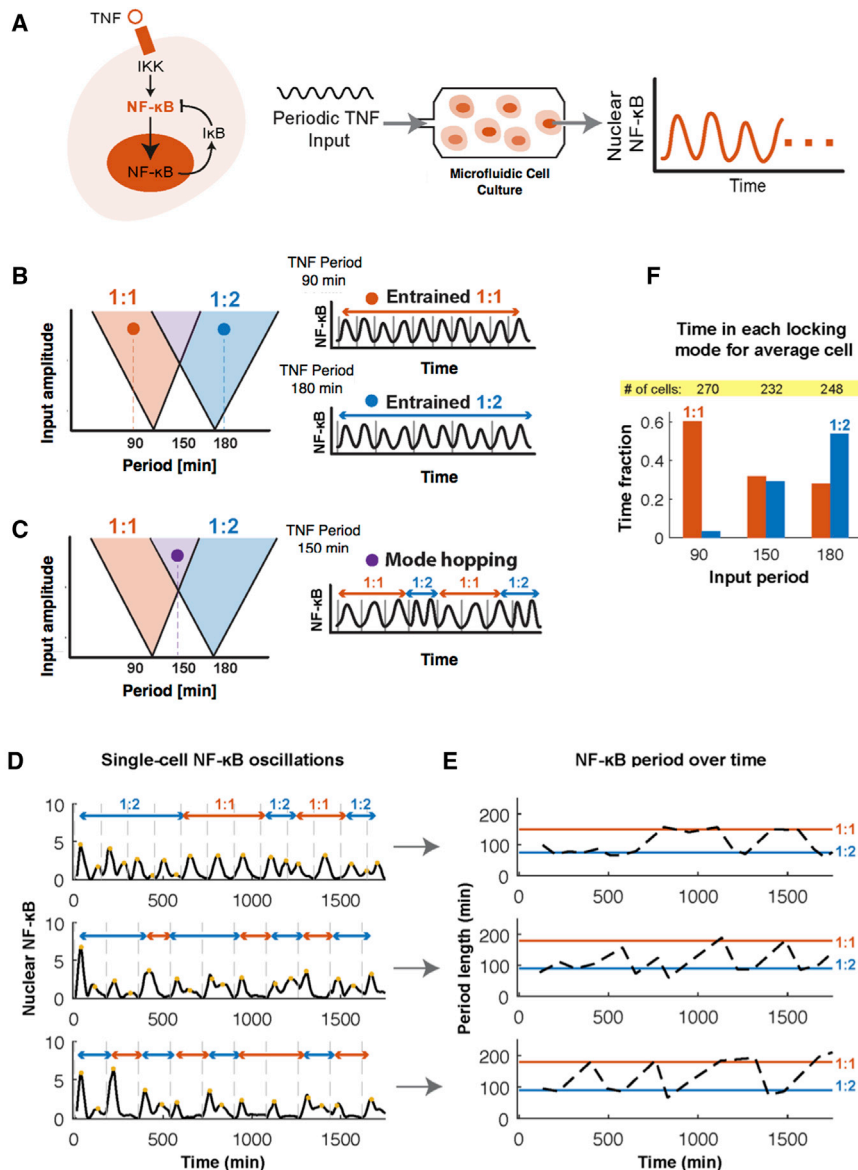 A
TNF
IKK
NF-κB
IκB
NF-κB
Periodic TNF
Input
Microfluidic Cell
Culture
Nuclear
NF-κB
Time
B
1:1
1:2
Input amplitude
90
150
180
Period [min]
TNF Period
90 min
Entrained 1:1
NF-κB
Time
TNF Period
180 min
Entrained 1:2
NF-κB
Time
C
1:1
1:2
Input amplitude
90
150
180
Period [min]
TNF Period
150 min
Mode hopping
1:1
1:2
1:1
1:2
NF-κB
Time
F
Time in each locking
mode for average cell
# of cells: 270 232 248
1:1
1:2
0.6
0.4
0.2
0
Time fraction
90 150 180
Input period
D
Single-cell NF-κB oscillations
1:2 1:1 1:2 1:1 1:2
10
5
0
0 500 1000 1500
10
5
0
0 500 1000 1500
10
5
0
0 500 1000 1500
Nuclear NF-κB
Time (min)
E
NF-κB period over time
200
100
0
1:1
1:2
0 500 1000 1500
200
100
0
1:1
1:2
0 500 1000 1500
200
100
0
1:1
1:2
0 500 1000 1500
Period length (min)
Time (min)